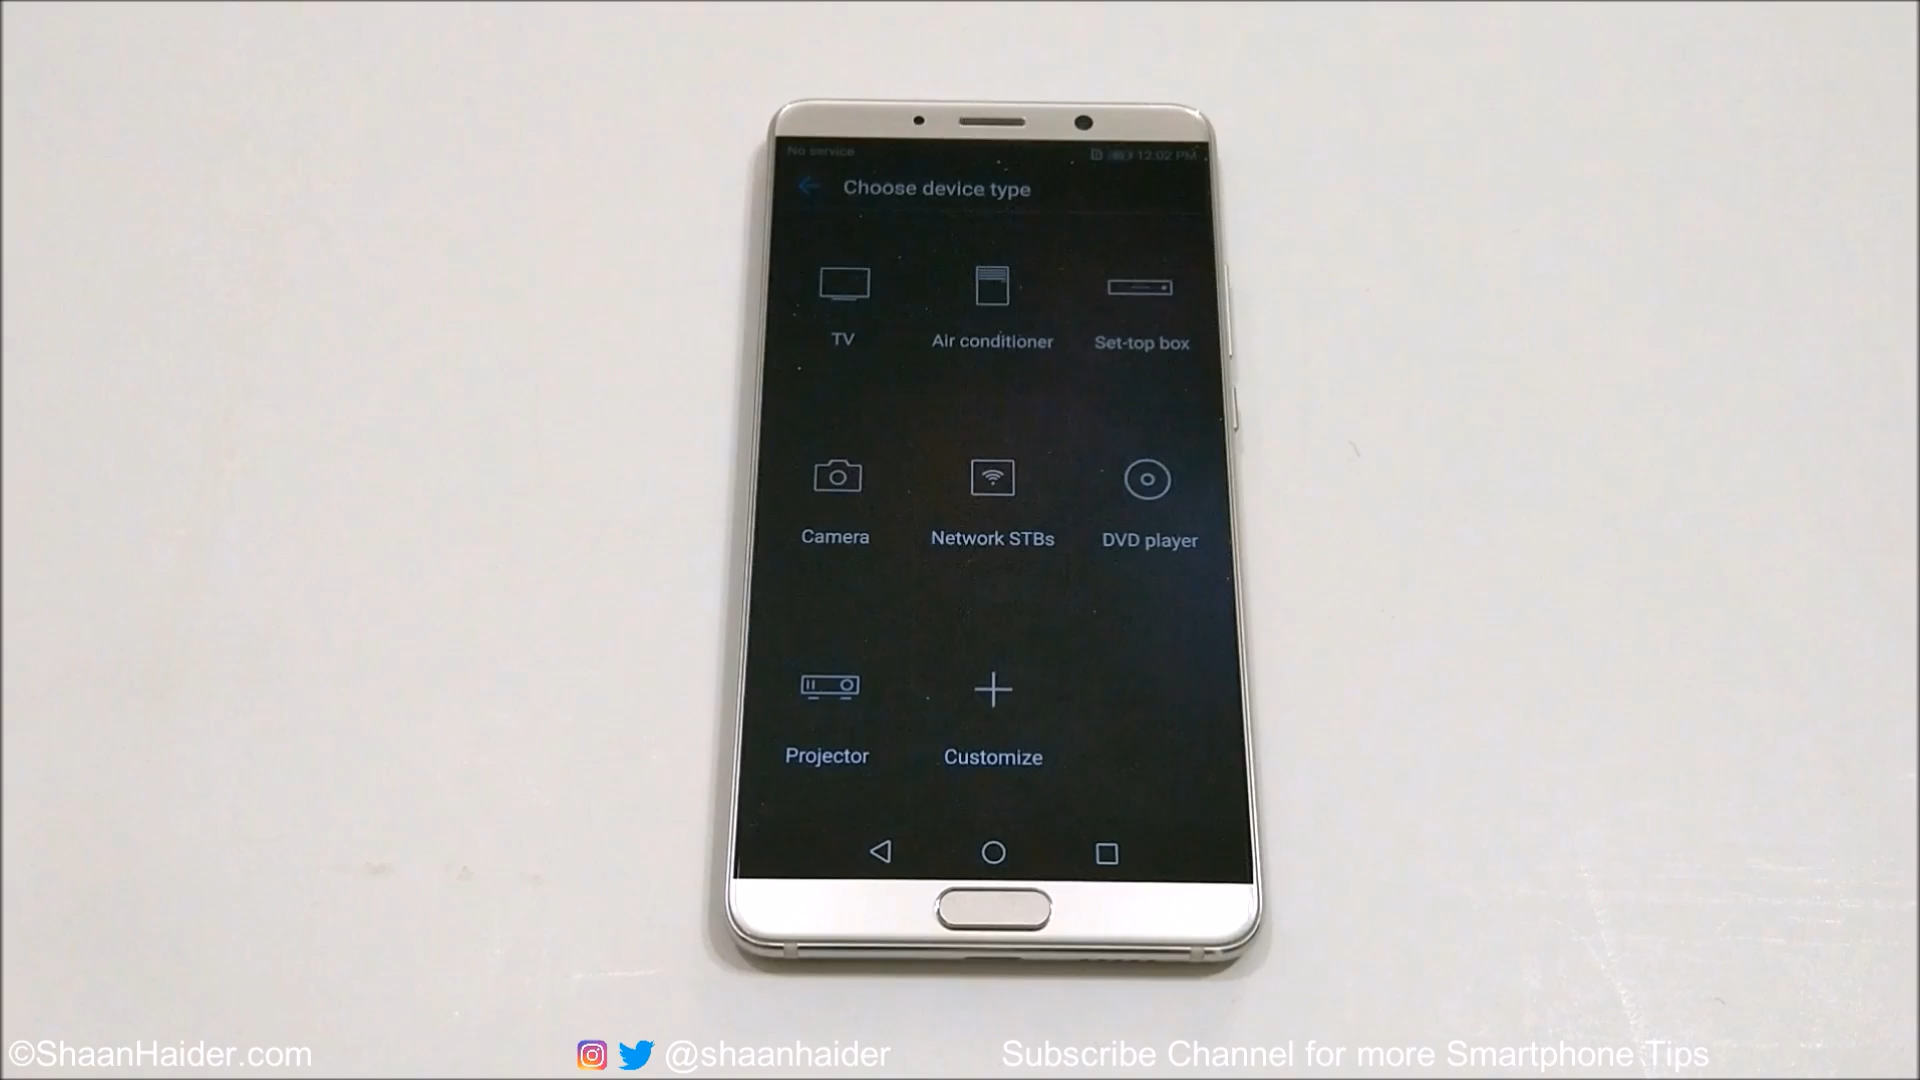 No service 12:02 PM
Choose device type
TV Air conditioner Set-top box
Camera Network STBs DVD player
Projector Customize
©ShaanHaider.com @shaanhaider Subscribe Channel for more Smartphone Tips